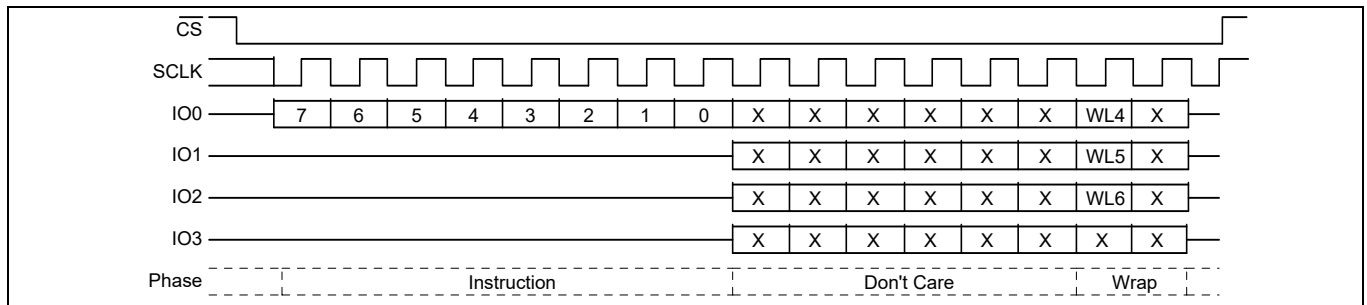 CS
SCLK
IO0 7 6 5 4 3 2 1 0 X X X X X X WL4 X
IO1 X X X X X X WL5 X
IO2 X X X X X X WL6 X
IO3 X X X X X X X X
Phase Instruction Don't Care Wrap